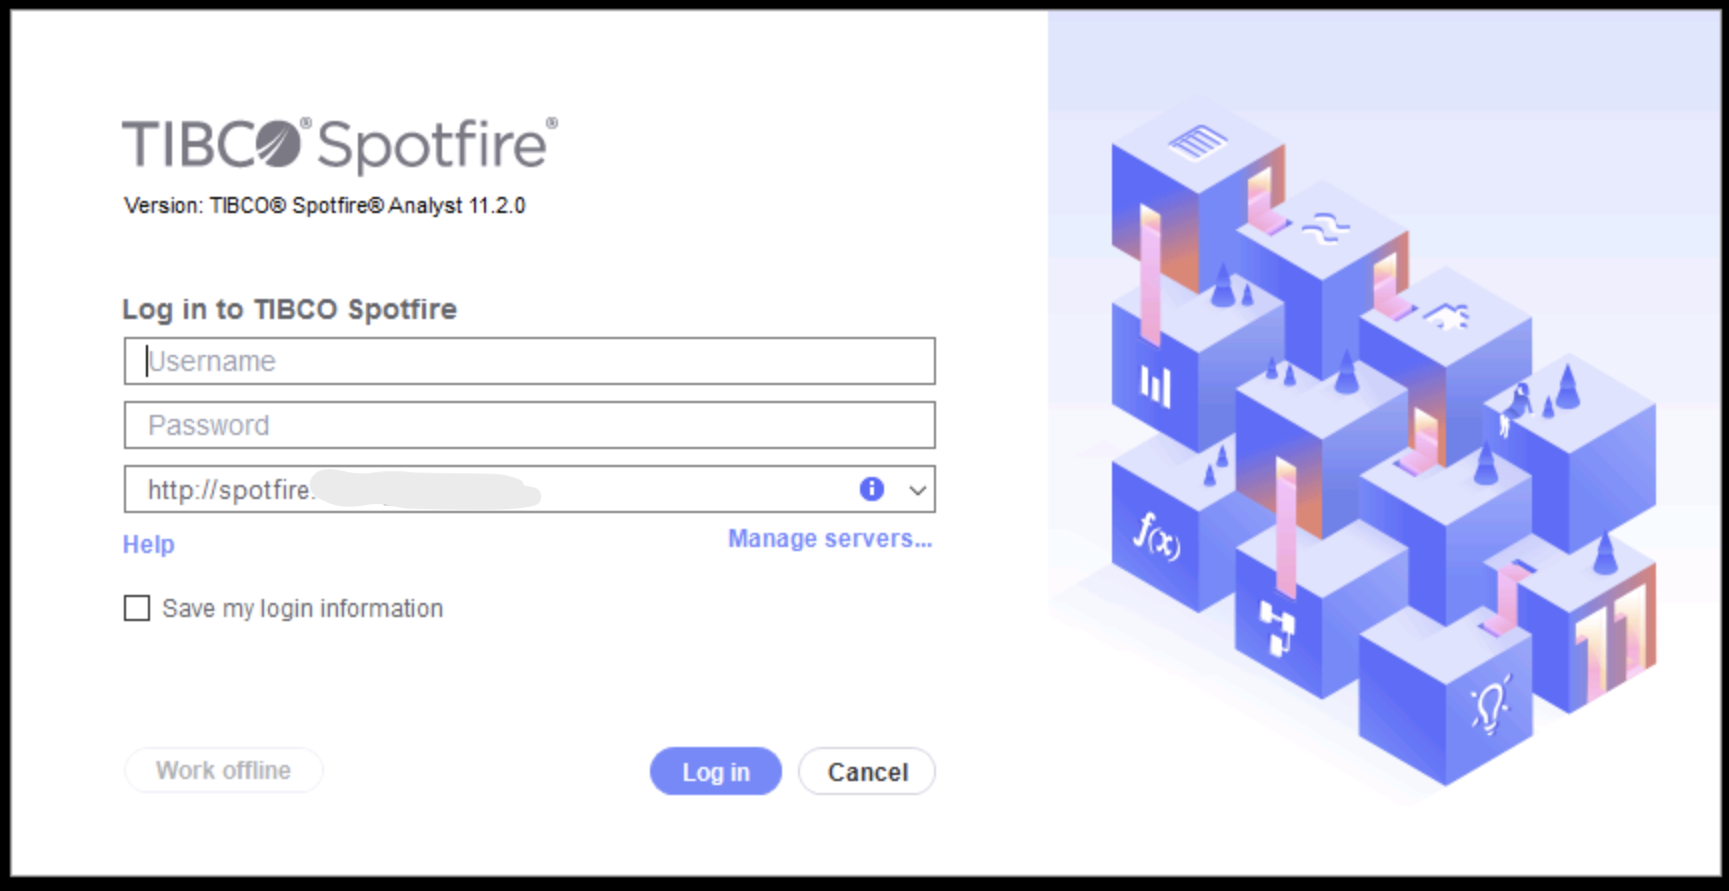 TIBCO® Spotfire®
Version: TIBCO® Spotfire® Analyst 11.2.0
Log in to TIBCO Spotfire
Username
Password
http://spotfire.
Help
Manage servers...
Save my login information
Work offline
Log in
Cancel
f(x)
11